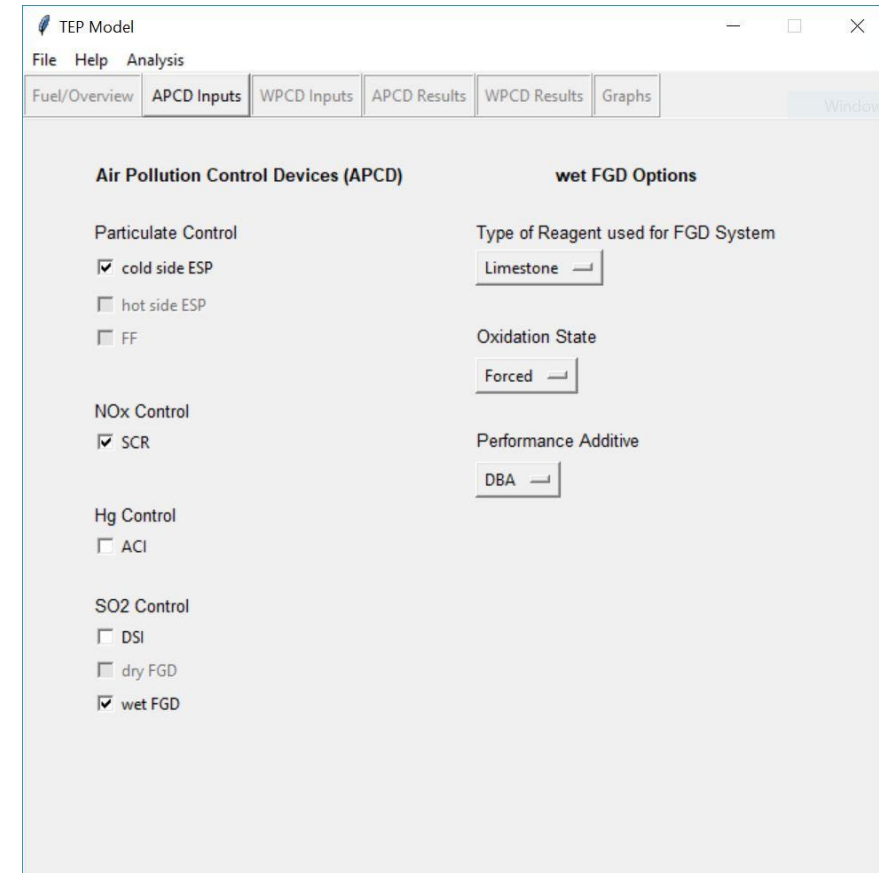 TEP Model
File Help Analysis
Fuel/Overview APCD Inputs WPCD Inputs APCD Results WPCD Results Graphs
Window
Air Pollution Control Devices (APCD)
Particulate Control
cold side ESP
hot side ESP
FF
NOx Control
SCR
Hg Control
ACI
SO2 Control
DSI
dry FGD
wet FGD
wet FGD Options
Type of Reagent used for FGD System
Limestone
Oxidation State
Forced
Performance Additive
DBA